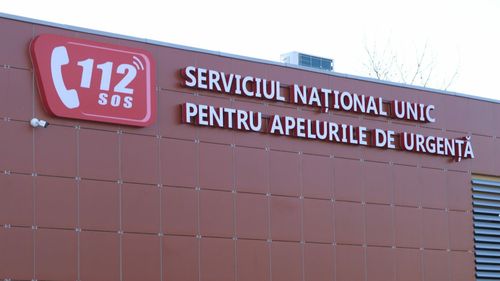 112
SOS
SERVICIUL NAȚIONAL UNIC
PENTRU APELURILE DE URGENȚĂ